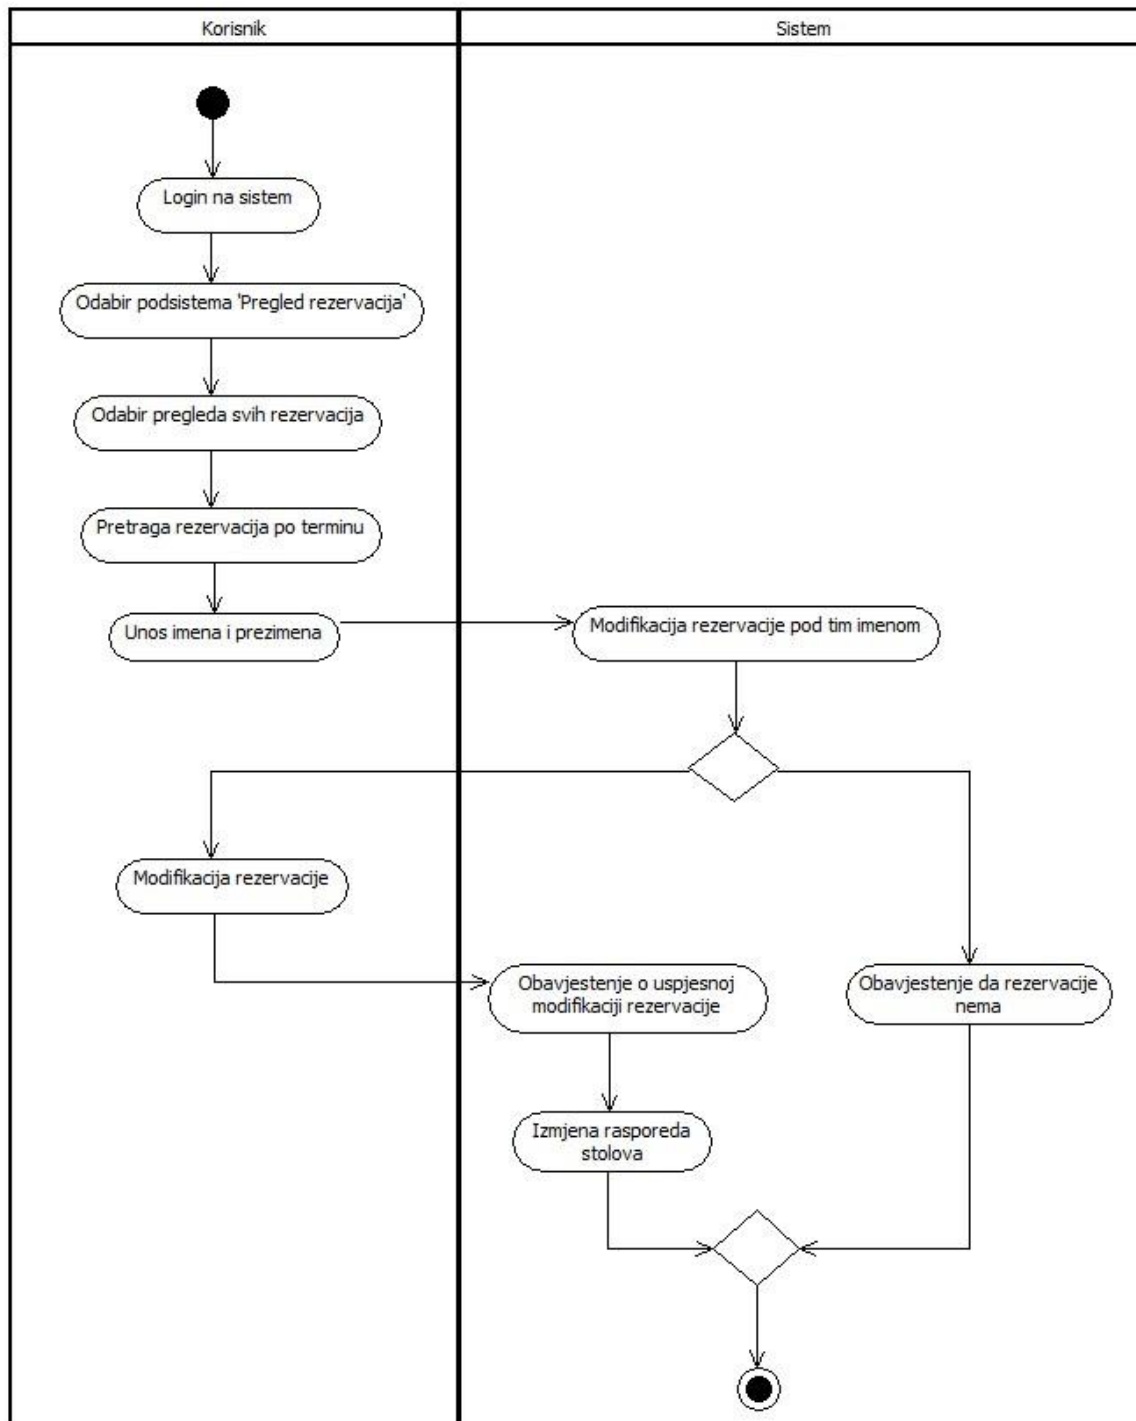 Korisnik
Sistem
Login na sistem
Odabir podsistema 'Pregled rezervacija'
Odabir pregleda svih rezervacija
Pretraga rezervacija po terminu
Unos imena i prezimena
Modifikacija rezervacije pod tim imenom
Modifikacija rezervacije
Obavjestenje o uspjesnoj
modifikaciji rezervacije
Obavjestenje da rezervacije
nema
Izmjena rasporeda
stolova